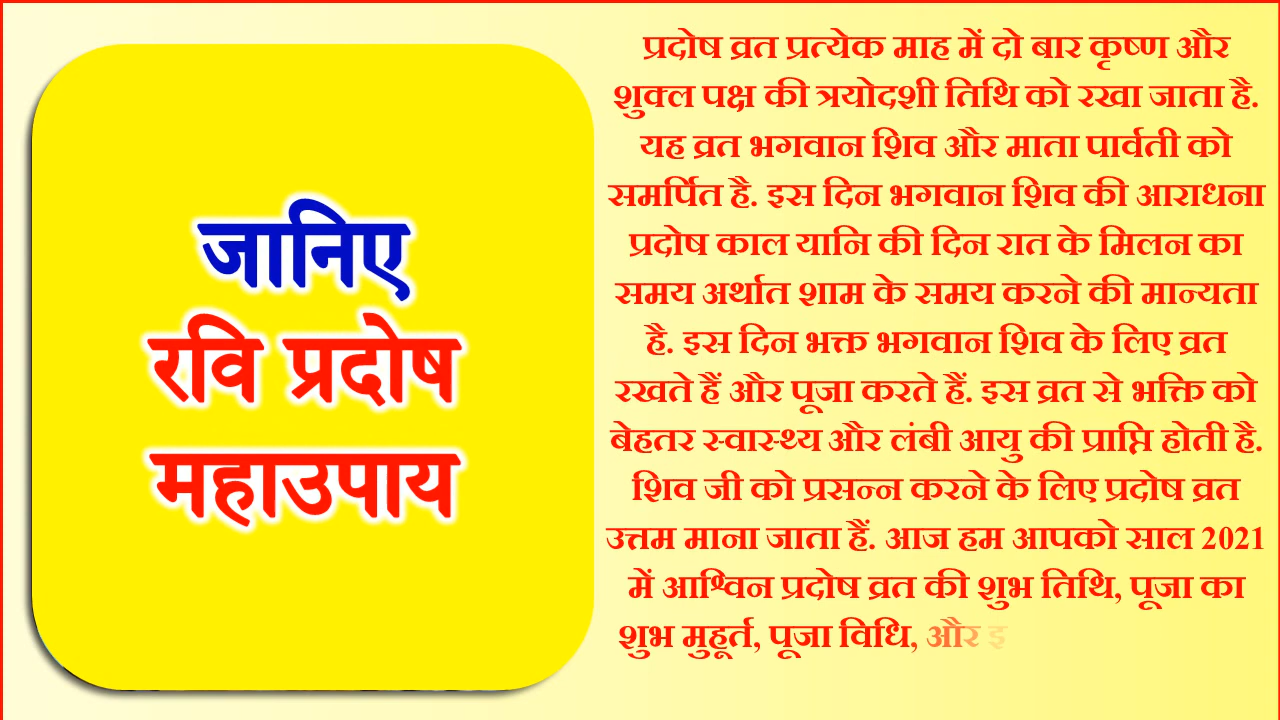 जानिए
रवि प्रदोष
महाउपाय
प्रदोष व्रत प्रत्येक माह में दो बार कृष्ण और
शुक्ल पक्ष की त्रयोदशी तिथि को रखा जाता है.
यह व्रत भगवान शिव और माता पार्वती को
समर्पित है. इस दिन भगवान शिव की आराधना
प्रदोष काल यानि की दिन रात के मिलन का
समय अर्थात शाम के समय करने की मान्यता
है. इस दिन भक्त भगवान शिव के लिए व्रत
रखते हैं और पूजा करते हैं. इस व्रत से भक्ति को
बेहतर स्वास्थ्य और लंबी आयु की प्राप्ति होती है.
शिव जी को प्रसन्न करने के लिए प्रदोष व्रत
उत्तम माना जाता हैं. आज हम आपको साल 2021
में आश्विन प्रदोष व्रत की शुभ तिथि, पूजा का
शुभ मुहूर्त, पूजा विधि, और